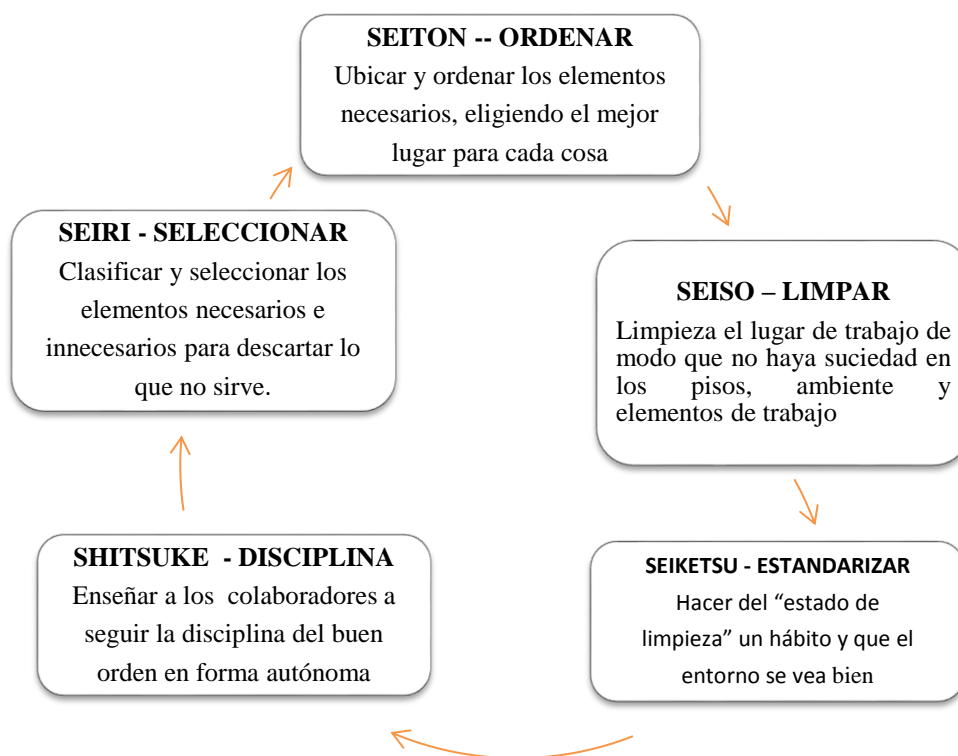 SEITON -- ORDENAR
Ubicar y ordenar los elementos
necesarios, eligiendo el mejor
lugar para cada cosa
SEIRI - SELECCIONAR
Clasificar y seleccionar los
elementos necesarios e
innecesarios para descartar lo
que no sirve.
SEISO – LIMPAR
Limpieza el lugar de trabajo de
modo que no haya suciedad en
los pisos, ambiente y
elementos de trabajo
SHITSUKE - DISCIPLINA
Enseñar a los colaboradores a
seguir la disciplina del buen
orden en forma autónoma
SEIKETSU - ESTANDARIZAR
Hacer del “estado de
limpieza” un hábito y que el
entorno se vea bien